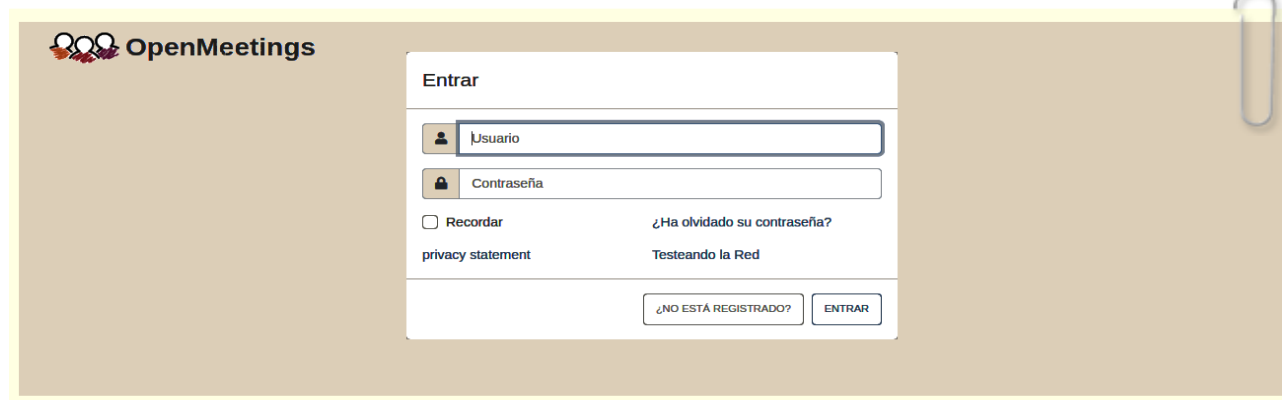 OpenMeetings
Entrar
Usuario
Contraseña
Recordar
¿Ha olvidado su contraseña?
privacy statement
Testeando la Red
¿NO ESTÁ REGISTRADO?
ENTRAR